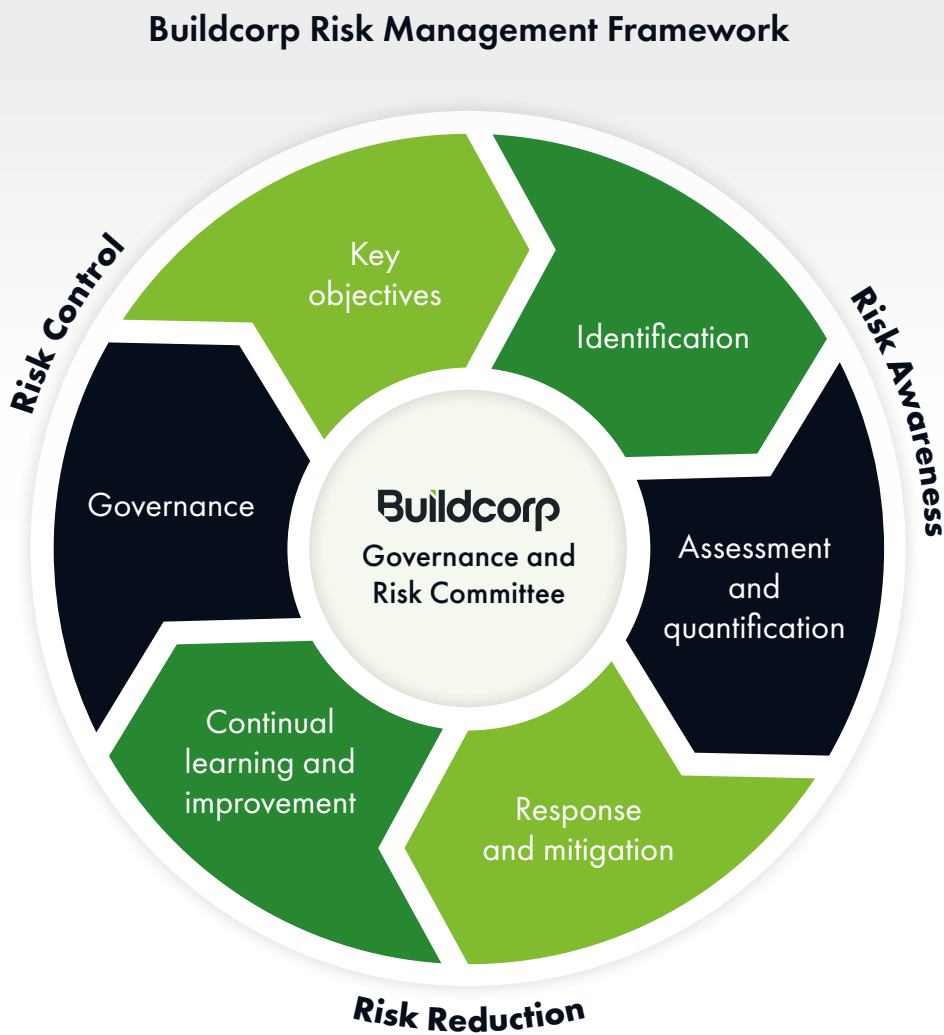 Buildcorp Risk Management Framework
Risk Control
Key
objectives
Identification
Risk Awareness
Governance
Buildcorp
Governance and
Risk Committee
Assessment
and
quantification
Continual
learning and
improvement
Response
and mitigation
Risk Reduction